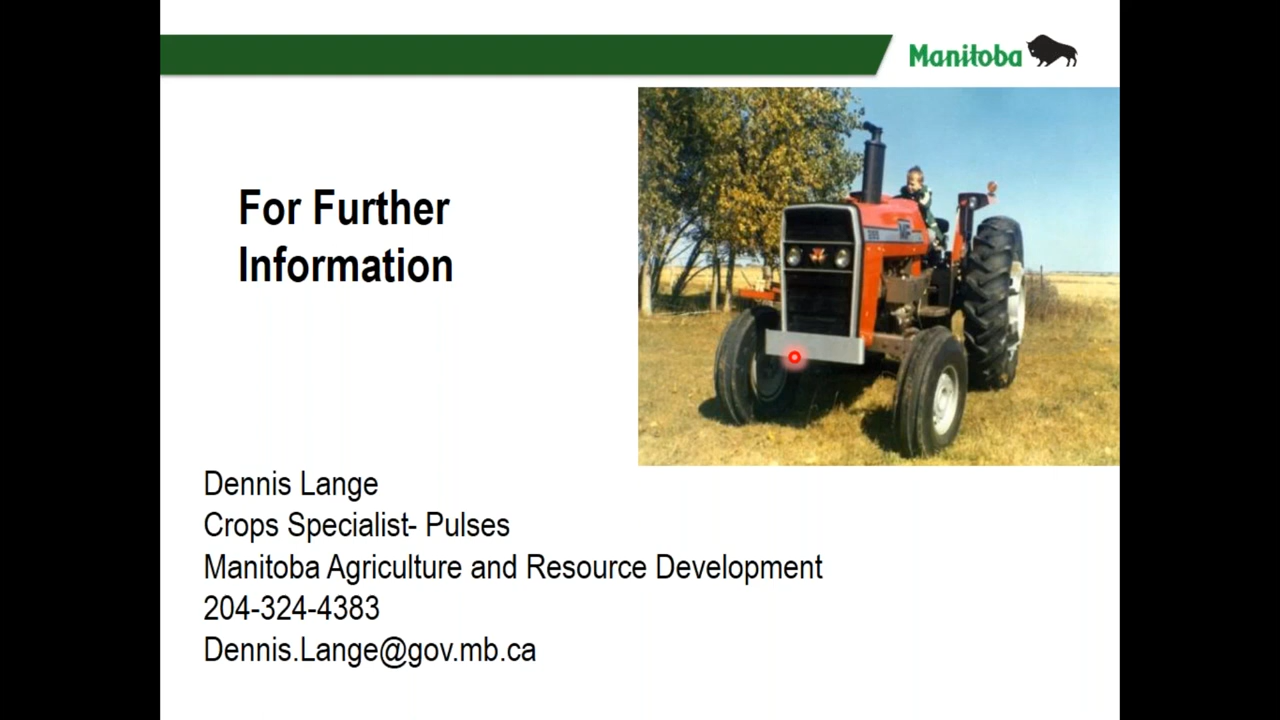 Manitoba
For Further
Information
MF
Dennis Lange
Crops Specialist- Pulses
Manitoba Agriculture and Resource Development
204-324-4383
Dennis.Lange@gov.mb.ca